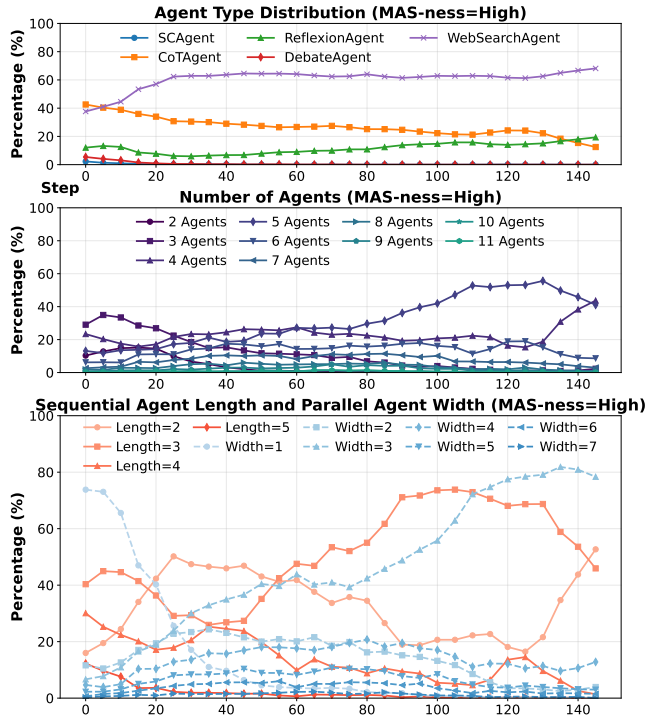 Agent Type Distribution (MAS-ness=High)
SCAgent
ReflexionAgent
WebSearchAgent
CoTAgent
DebateAgent
Percentage (%)
100
80
60
40
20
0
0 20 40 60 80 100 120 140
Step
Number of Agents (MAS-ness=High)
2 Agents 5 Agents 8 Agents 10 Agents
3 Agents 6 Agents 9 Agents 11 Agents
4 Agents 7 Agents
Percentage (%)
100
80
60
40
20
0
0 20 40 60 80 100 120 140
Sequential Agent Length and Parallel Agent Width (MAS-ness=High)
Length=2 Length=5 Width=2 Width=4 Width=6
Length=3 Width=1 Width=3 Width=5 Width=7
Length=4
Percentage (%)
100
80
60
40
20
0
0 20 40 60 80 100 120 140